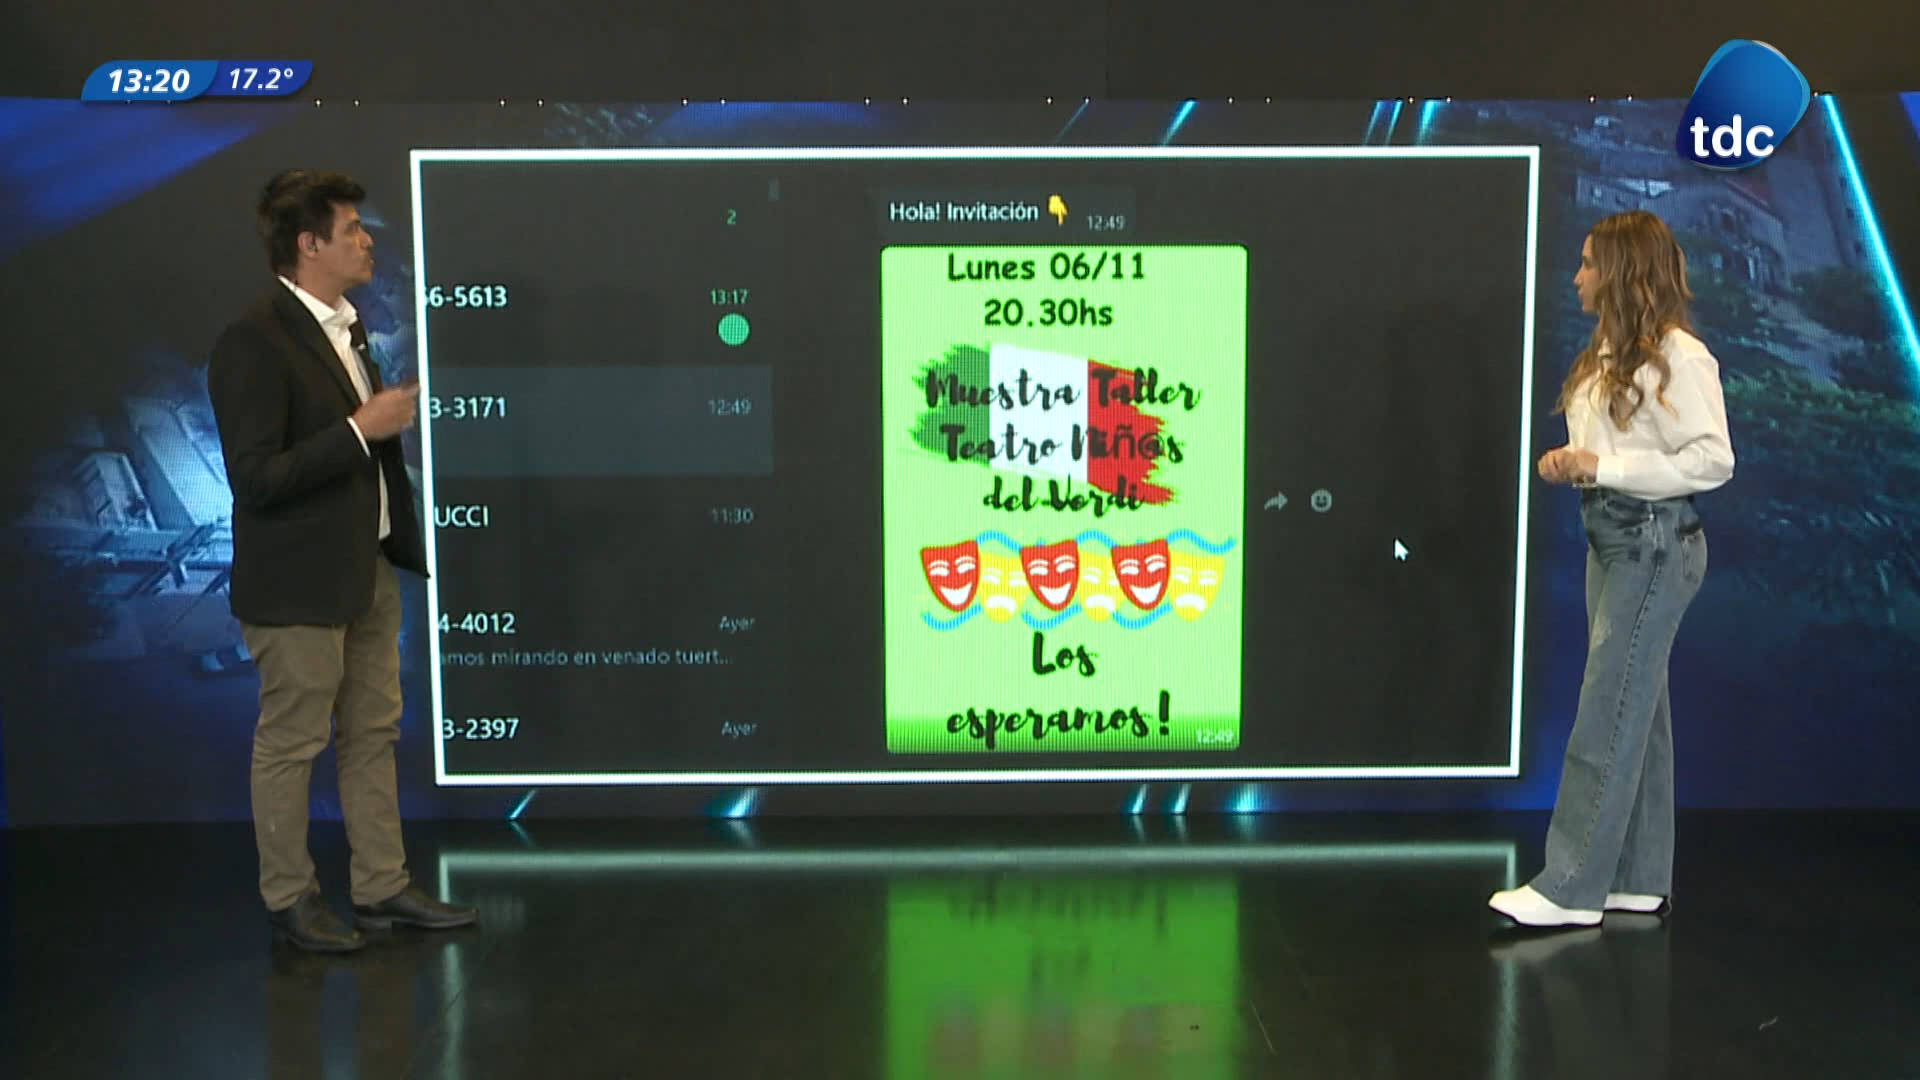 13:20 17.2°
tdc
2
Hola! Invitación 12:49
6-5613 13:17
3-3171 12:49
UCCI 11:30
4-4012 Ayer
amos mirando en venado tuert...
3-2397 Ayer
Lunes 06/11
20.30hs
Muestra Taller
Teatro Niñ@s
del Verdi
Los
esperamos!
12:49